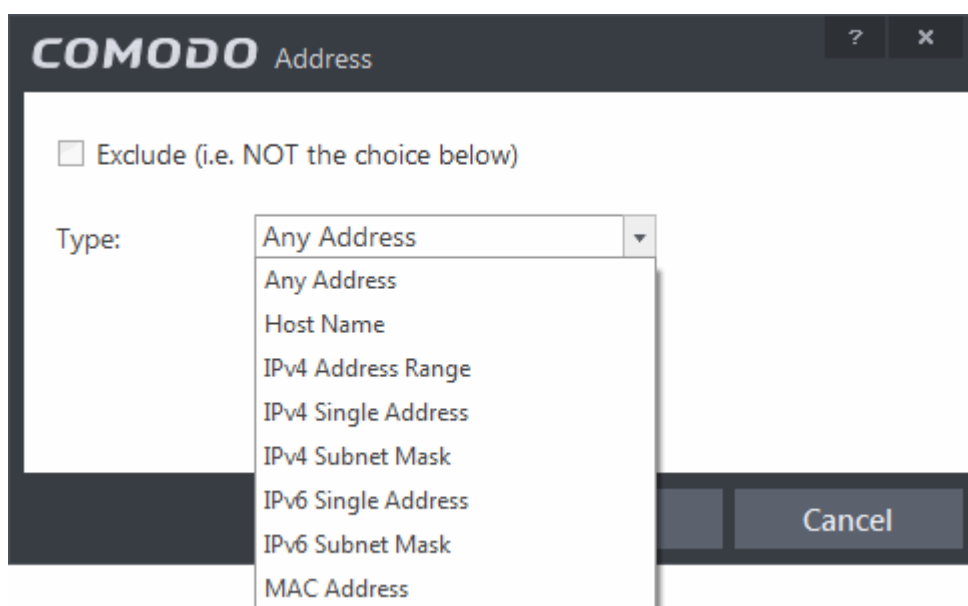 COMODO Address ? ×
Exclude (i.e. NOT the choice below)
Type: Any Address
Any Address
Host Name
IPv4 Address Range
IPv4 Single Address
IPv4 Subnet Mask
IPv6 Single Address
IPv6 Subnet Mask
MAC Address
Cancel